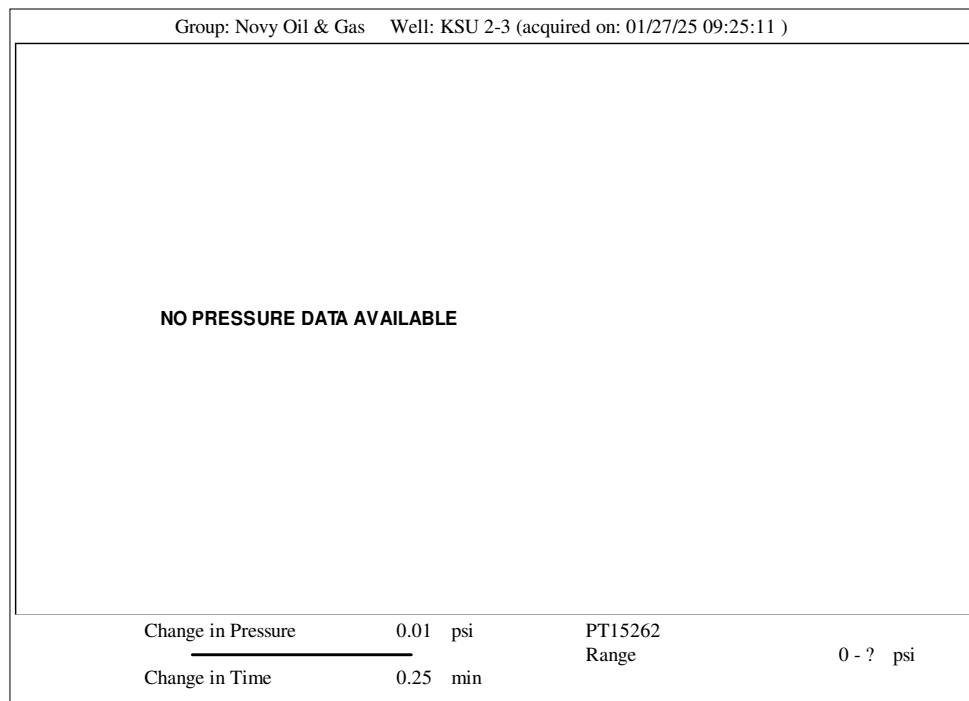 Group: Novy Oil & Gas Well: KSU 2-3 (acquired on: 01/27/25 09:25:11 )
NO PRESSURE DATA AVAILABLE
Change in Pressure 0.01 psi PT15262
Range 0 - ? psi
Change in Time 0.25 min